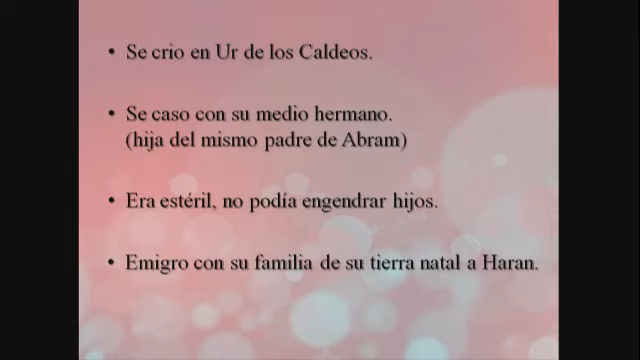 • Se crio en Ur de los Caldeos.
• Se caso con su medio hermano.
(hija del mismo padre de Abram)
• Era estéril, no podía engendrar hijos.
• Emigro con su familia de su tierra natal a Haran.